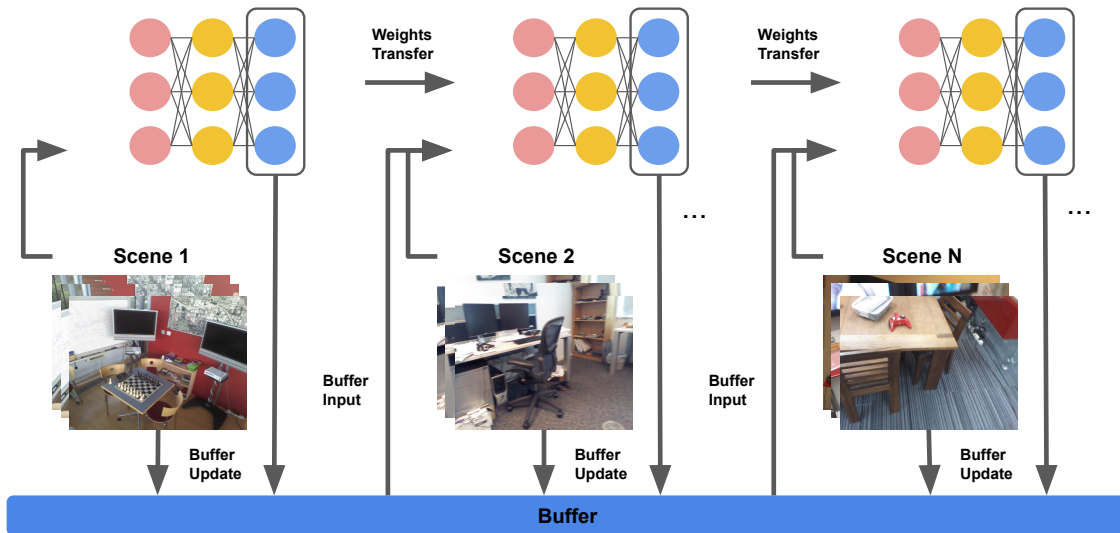 Weights
Transfer
Weights
Transfer
...
...
Scene 1
Scene 2
Scene N
Buffer
Input
Buffer
Input
Buffer
Update
Buffer
Update
Buffer
Update
Buffer